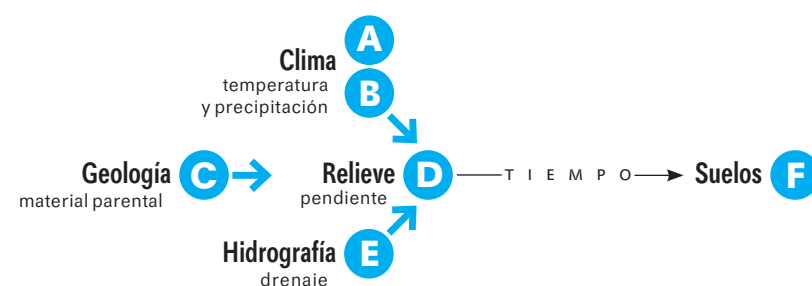 A
Clima
temperatura
y precipitación
B
Geología C
material parental
Relieve D
pendiente
TIEMPO
Suelos F
Hidrografía E
drenaje